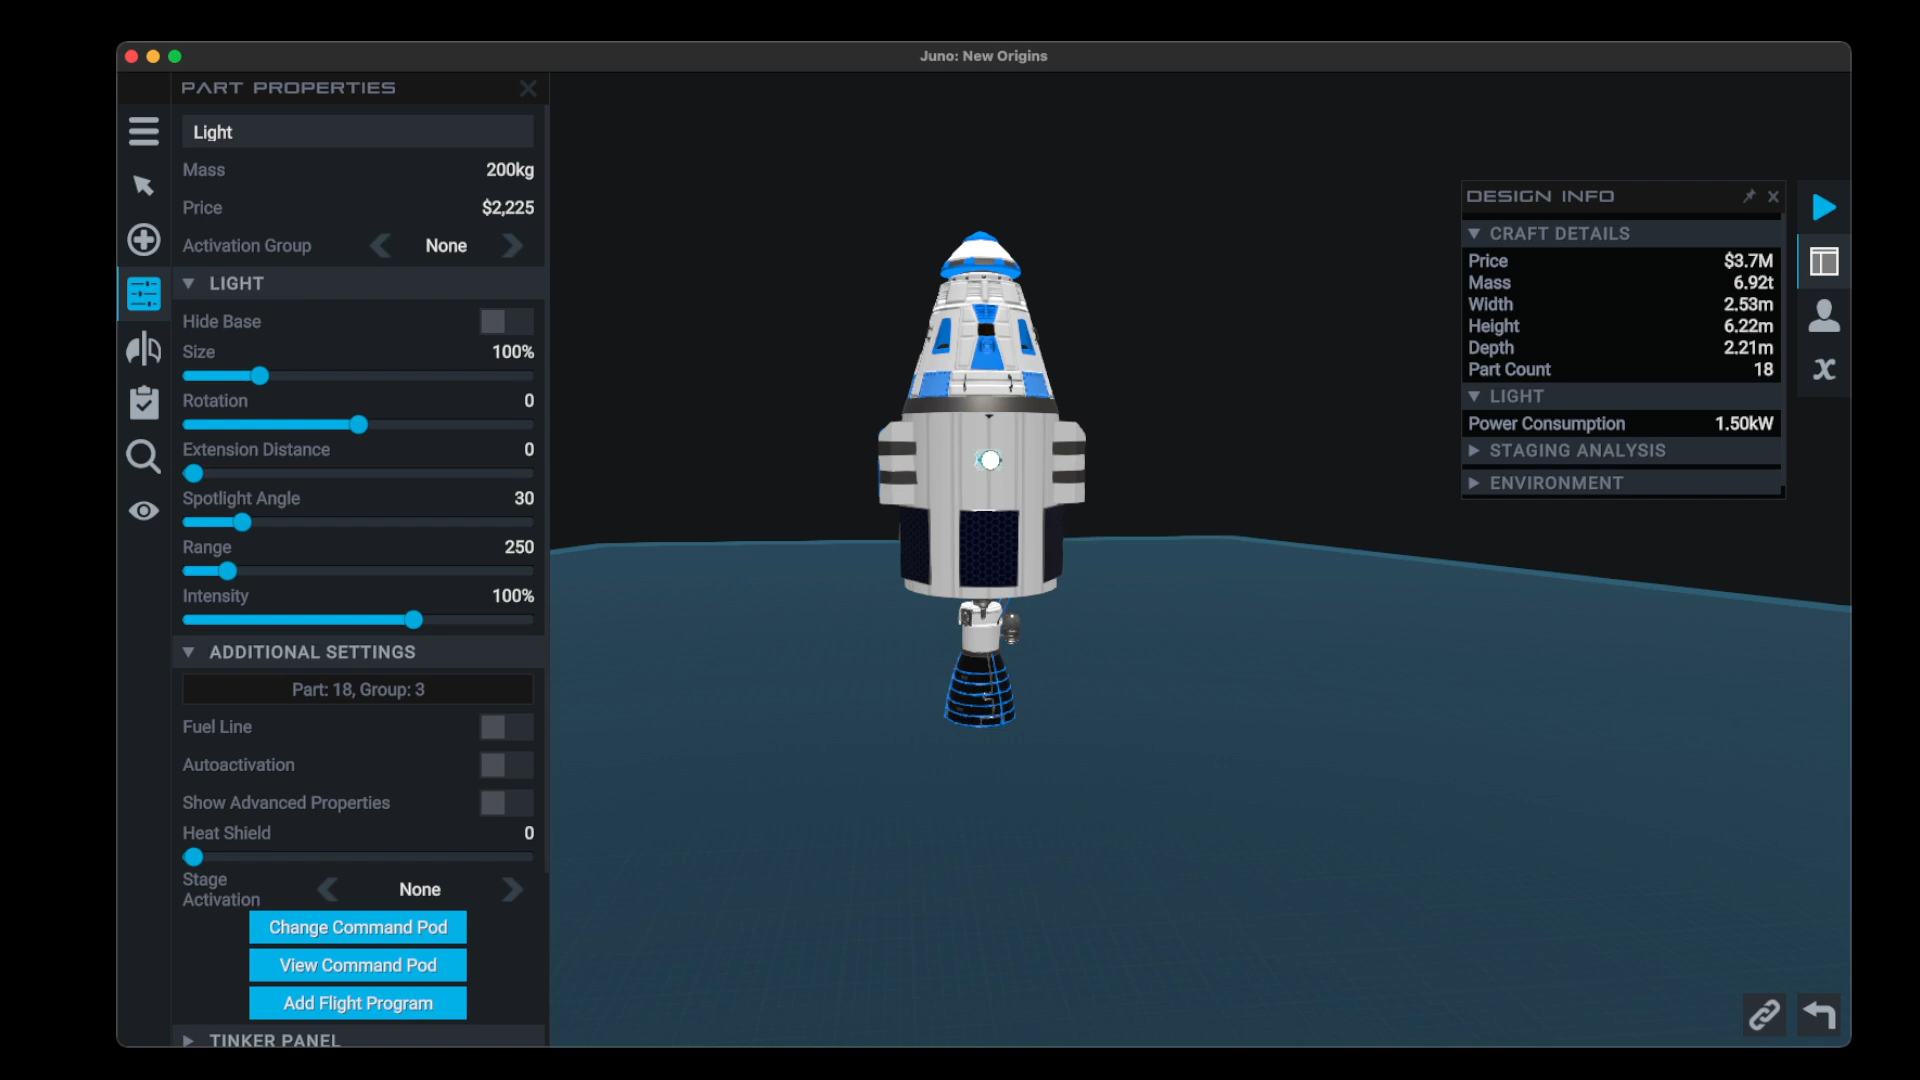 Juno: New Origins
PART PROPERTIES
Light
Mass 200kg
Price $2,225
Activation Group None
LIGHT
Hide Base
Size 100%
Rotation 0
Extension Distance 0
Spotlight Angle 30
Range 250
Intensity 100%
ADDITIONAL SETTINGS
Part: 18, Group: 3
Fuel Line
Autoactivation
Show Advanced Properties
Heat Shield 0
Stage
Activation None
Change Command Pod
View Command Pod
Add Flight Program
TINKER PANEL
DESIGN INFO
CRAFT DETAILS
Price $3.7M
Mass 6.92t
Width 2.53m
Height 6.22m
Depth 2.21m
Part Count 18
LIGHT
Power Consumption 1.50kW
STAGING ANALYSIS
ENVIRONMENT
x